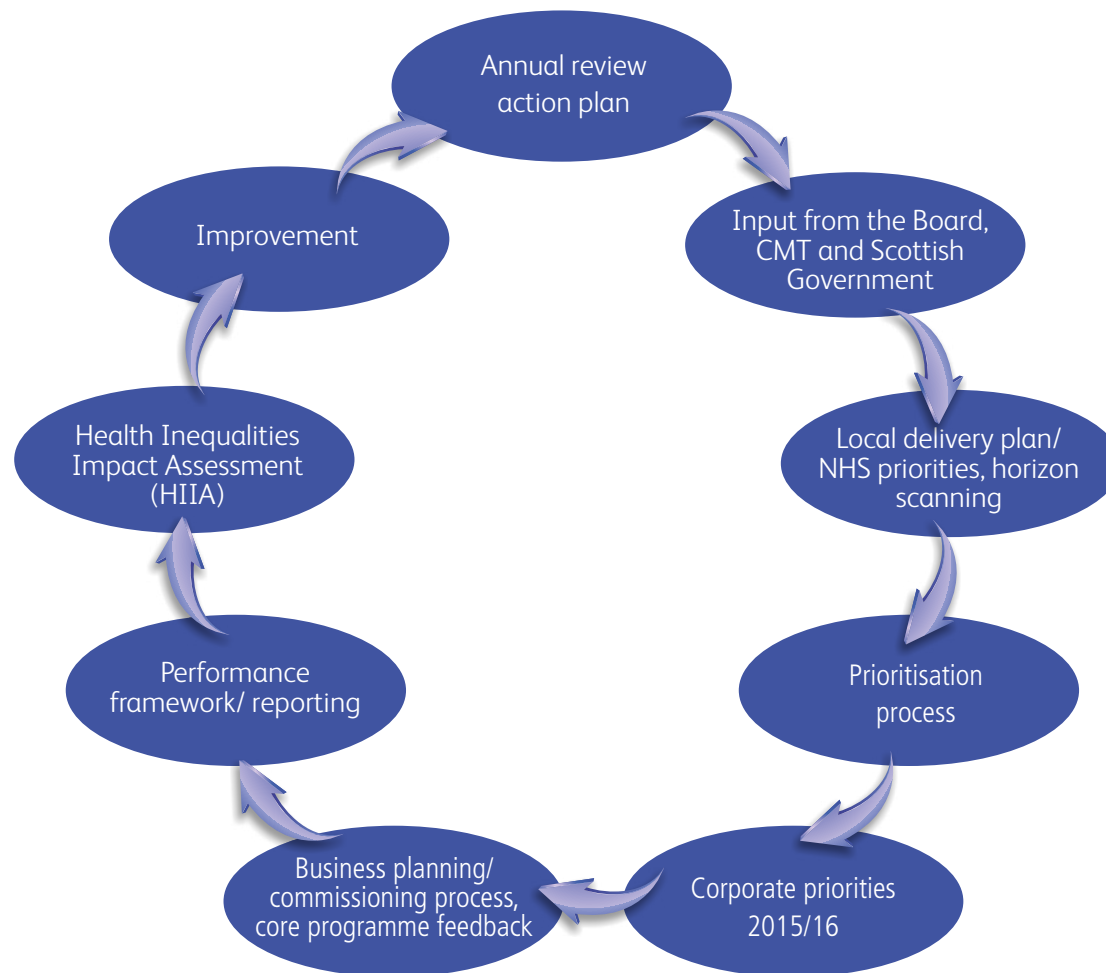 Annual review
action plan
Input from the Board,
CMT and Scottish
Government
Local delivery plan/
NHS priorities, horizon
scanning
Prioritisation
process
Corporate priorities
2015/16
Business planning/
commissioning process,
core programme feedback
Performance
framework/ reporting
Health Inequalities
Impact Assessment
(HIIA)
Improvement